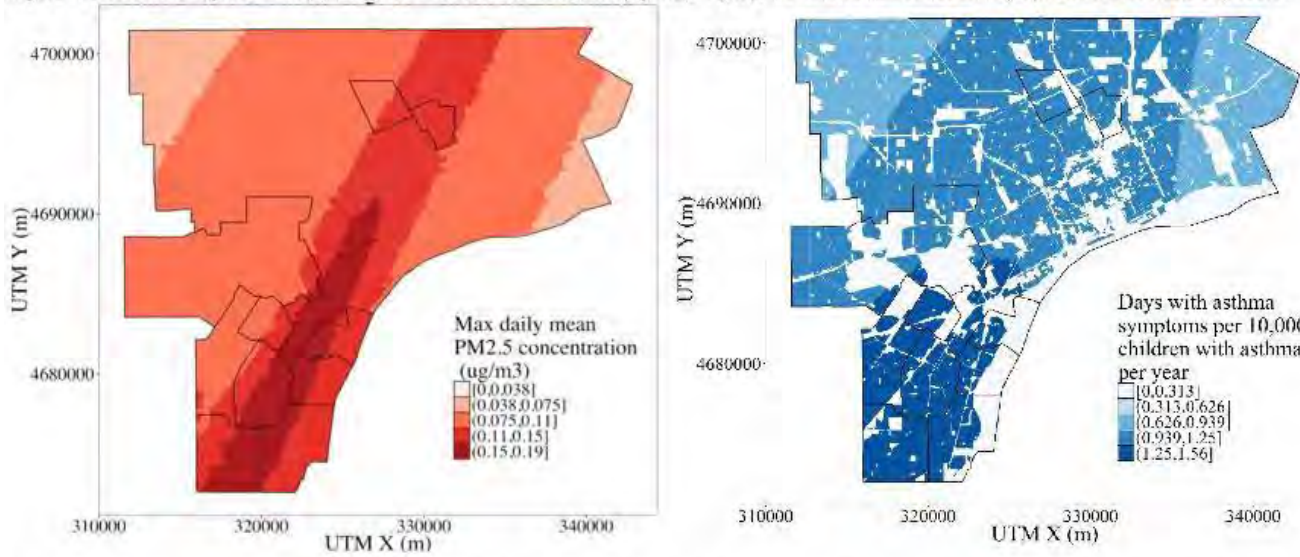 4700000
4690000
4680000
UTM Y (m)
310000
320000
330000
340000
UTM X (m)
Max daily mean
PM2.5 concentration
(ug/m3)
[0,0.038]
(0.038,0.075]
(0.075,0.11]
(0.11,0.15]
(0.15,0.19]
4700000
4690000
4680000
UTM Y (m)
310000
320000
330000
340000
UTM X (m)
Days with asthma
symptoms per 10,000
children with asthma
per year
[0,0.313]
(0.313,0.626]
(0.626,0.939]
(0.939,1.25]
(1.25,1.56]